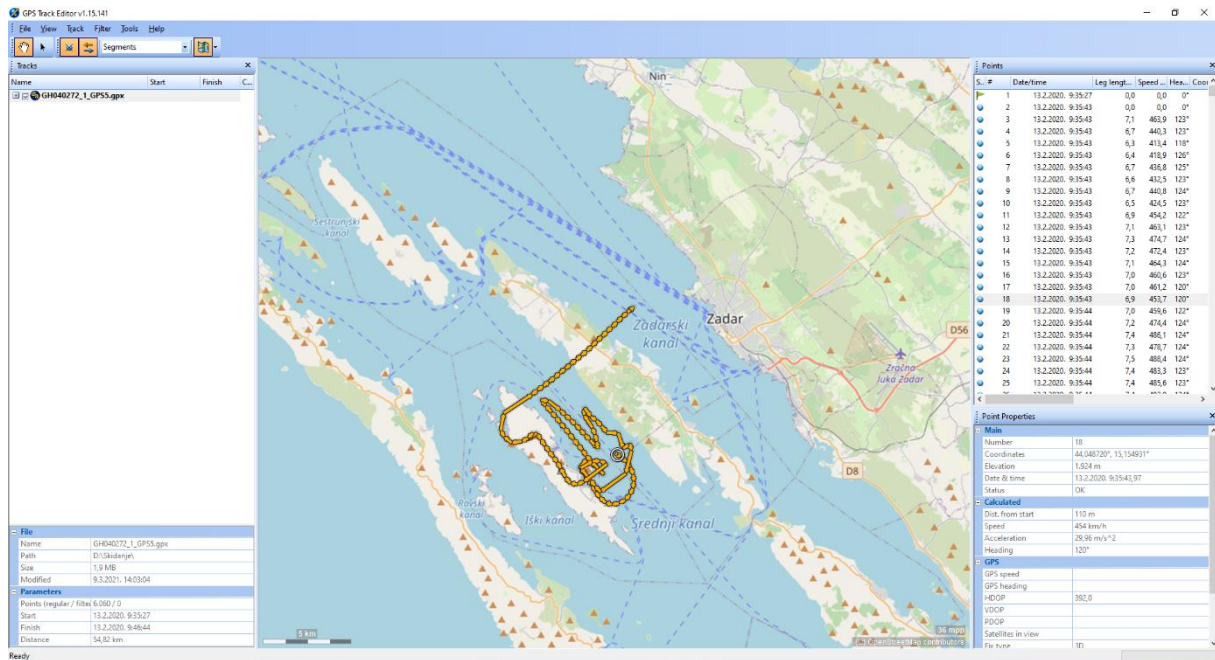 GPS Track Editor v1.15.141
File View Track Filter Tools Help
Segments
Tracks
Name Start Finish C...
GH040272_1_GPS5.gpx
File
Name GH040272_1_GPS5.gpx
Path D:\Skidanje\
Size 1,9 MB
Modified 9.3.2021. 14:03:04
Parameters
Points (regular / filter 6.060 / 0
Start 13.2.2020. 9:35:27
Finish 13.2.2020. 9:46:44
Distance 54,82 km
Nin
Sestrunjski kanal
Zadarski kanal
Zadar
D56
Zračna luka Zadar
D8
Ravski kanal
Iški kanal
Srednji kanal
5 km
36 mpp
© OpenStreetMap contributors
Points
S.. # Date/time Leg lengt... Speed ... Hea... Coor
1 13.2.2020. 9:35:27 0,0 0,0 0°
2 13.2.2020. 9:35:43 0,0 0,0 0°
3 13.2.2020. 9:35:43 7,1 463,9 123°
4 13.2.2020. 9:35:43 6,7 440,3 123°
5 13.2.2020. 9:35:43 6,3 413,4 118°
6 13.2.2020. 9:35:43 6,4 418,9 126°
7 13.2.2020. 9:35:43 6,7 436,8 125°
8 13.2.2020. 9:35:43 6,6 432,5 123°
9 13.2.2020. 9:35:43 6,7 440,8 124°
10 13.2.2020. 9:35:43 6,5 424,5 123°
11 13.2.2020. 9:35:43 6,9 454,2 122°
12 13.2.2020. 9:35:43 7,1 463,1 123°
13 13.2.2020. 9:35:43 7,3 474,7 124°
14 13.2.2020. 9:35:43 7,2 472,4 123°
15 13.2.2020. 9:35:43 7,1 464,3 124°
16 13.2.2020. 9:35:43 7,0 460,6 123°
17 13.2.2020. 9:35:43 7,0 461,2 120°
18 13.2.2020. 9:35:43 6,9 453,7 120°
19 13.2.2020. 9:35:44 7,0 459,6 122°
20 13.2.2020. 9:35:44 7,2 474,4 124°
21 13.2.2020. 9:35:44 7,4 486,1 124°
22 13.2.2020. 9:35:44 7,3 478,7 124°
23 13.2.2020. 9:35:44 7,5 488,4 124°
24 13.2.2020. 9:35:44 7,4 483,3 123°
25 13.2.2020. 9:35:44 7,4 485,6 123°
Point Properties
Main
Number 18
Coordinates 44,048720°, 15,154931°
Elevation 1.924 m
Date & time 13.2.2020. 9:35:43,97
Status OK
Calculated
Dist. from start 110 m
Speed 454 km/h
Acceleration 29,96 m/s^2
Heading 120°
GPS
GPS speed
GPS heading
HDOP 392,0
VDOP
PDOP
Satellites in view
Fix type 3D
Ready